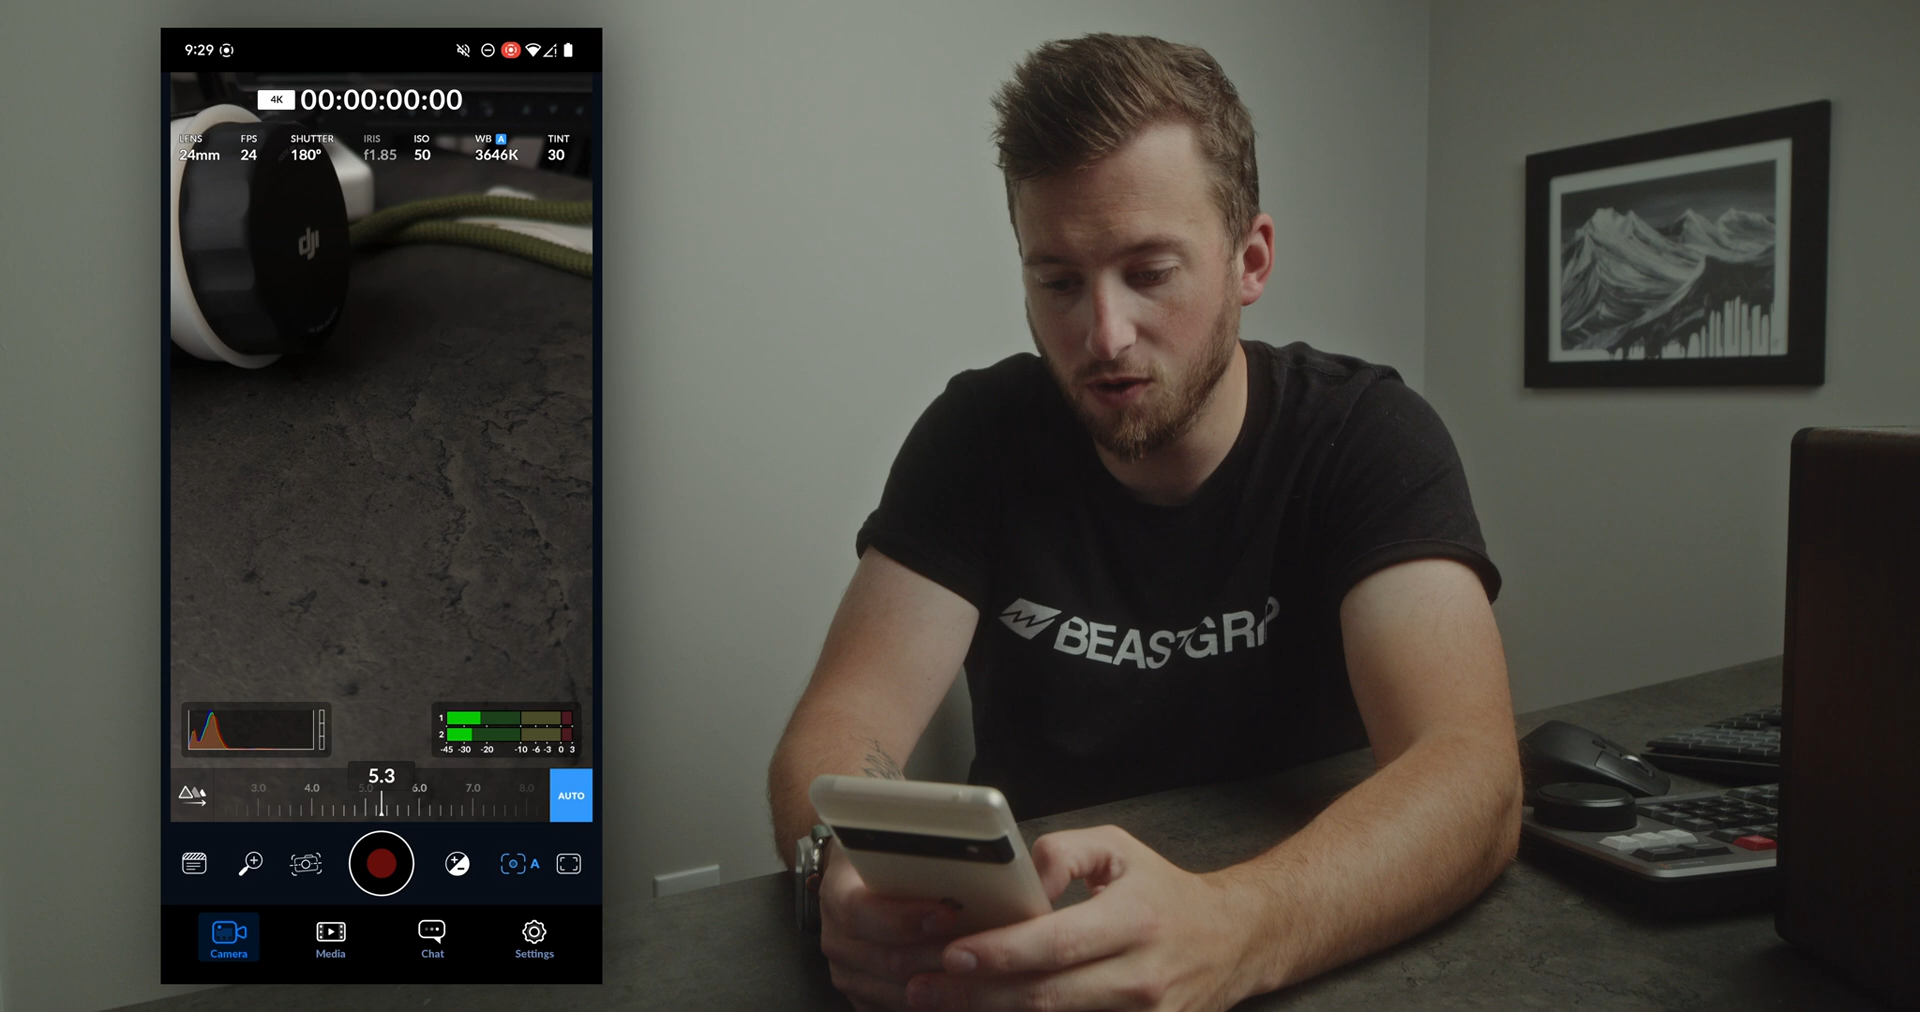 9:29
4K 00:00:00:00
LENS FPS SHUTTER IRIS ISO WB A TINT
24mm 24 180° f1.85 50 3646K 30
dji
BEASTGRIP
1
2
-45 -30 -20 -10 -6 -3 0 3
5.3
3.0 4.0 5.0 6.0 7.0 8.0 AUTO
A
Camera Media Chat Settings